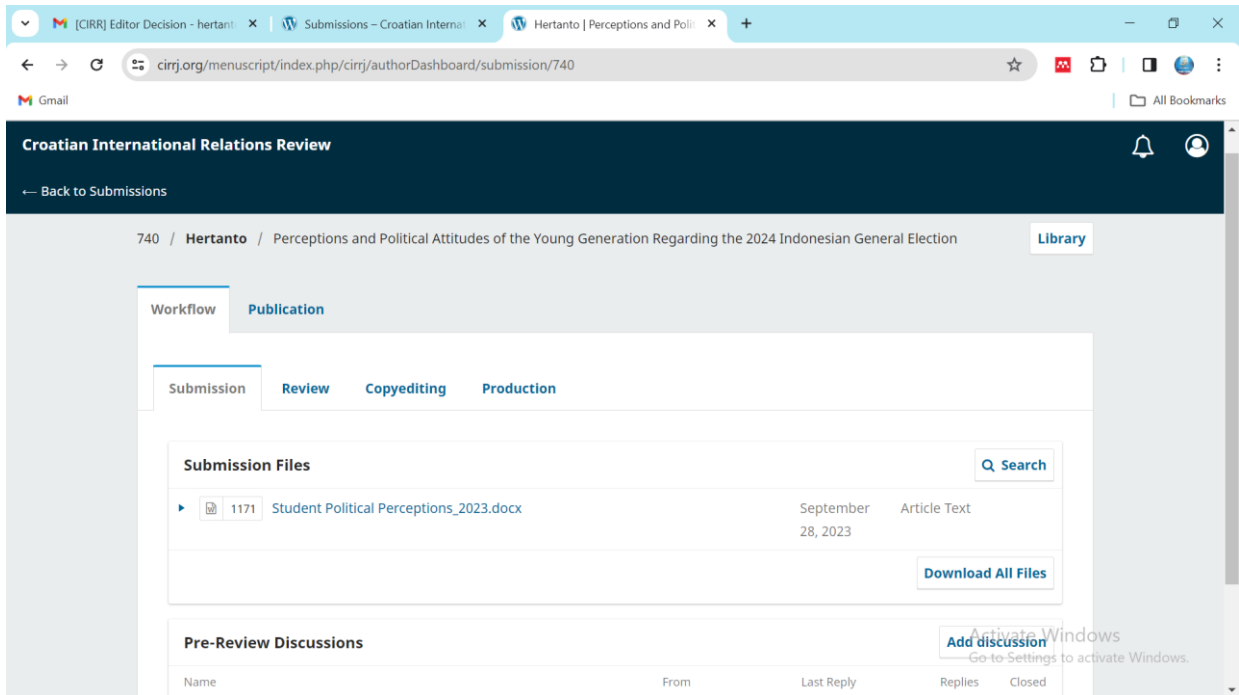 [CIRR] Editor Decision - hertant
Submissions – Croatian Internat
Hertanto | Perceptions and Polit
cirrj.org/menuscript/index.php/cirrj/authorDashboard/submission/740
Gmail
All Bookmarks
Croatian International Relations Review
← Back to Submissions
740 / Hertanto / Perceptions and Political Attitudes of the Young Generation Regarding the 2024 Indonesian General Election
Library
Workflow Publication
Submission Review Copyediting Production
Submission Files
Search
1171 Student Political Perceptions_2023.docx September Article Text
28, 2023
Download All Files
Pre-Review Discussions
Add discussion
Activate Windows
Go to Settings to activate Windows.
Name From Last Reply Replies Closed